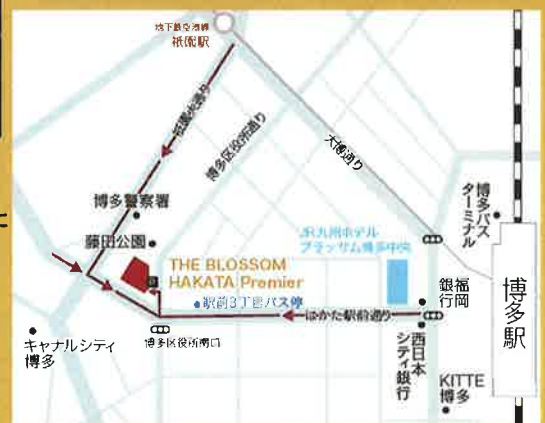 地下鉄空港線
祇園駅
祇園大通り
博多区役所通り
大博通り
博多警察署
藤田公園
THE BLOSSOM
HAKATA Premier
JR九州ホテル
ブラッサム博多中央
駅前3丁目バス停
はかた駅前通り
博多区役所南口
キャナルシティ
博多
博多バス
ターミナル
博多駅
福岡
銀行
西日本
シティ銀行
KITTE
博多